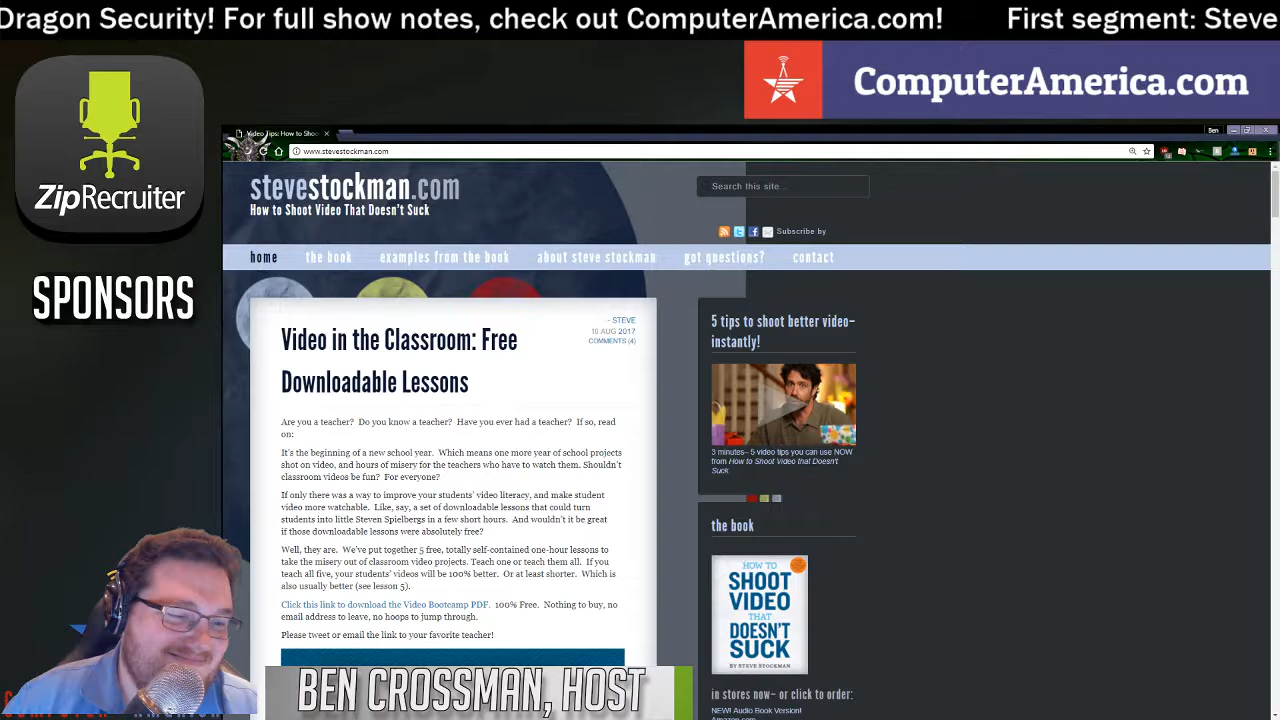 Dragon Security! For full show notes, check out ComputerAmerica.com! First segment: Steve
ComputerAmerica.com
ZipRecruiter
SPONSORS
Video Tips: How to Shoo
Ben
www.stevestockman.com
stevestockman.com
How to Shoot Video That Doesn't Suck
Search this site...
Subscribe by
home the book examples from the book about steve stockman got questions? contact
Video in the Classroom: Free
Downloadable Lessons
- STEVE
10 AUG 2017
COMMENTS (4)
Are you a teacher? Do you know a teacher? Have you ever had a teacher? If so, read
on:
It's the beginning of a new school year. Which means one more year of school projects
shot on video, and hours of misery for the teachers who have to watch them. Shouldn't
classroom videos be fun? For everyone?
If only there was a way to improve your students' video literacy, and make student
video more watchable. Like, say, a set of downloadable lessons that could turn
students into little Steven Spielbergs in a few short hours. And wouldn't it be great
if those downloadable lessons were absolutely free?
Well, they are. We've put together 5 free, totally self-contained one-hour lessons to
take the misery out of classroom video projects. Teach one or teach them all. If you
teach all five, your students' videos will be 100% better. Or at least shorter. Which is
also usually better (see lesson 5).
Click this link to download the Video Bootcamp PDF. 100% Free. Nothing to buy, no
email address to leave, no hoops to jump through.
Please tweet or email the link to your favorite teacher!
5 tips to shoot better video–
instantly!
3 minutes– 5 video tips you can use NOW
from How to Shoot Video that Doesn't
Suck
the book
HOW TO
SHOOT
VIDEO
THAT
DOESN'T
SUCK
BY STEVE STOCKMAN
in stores now– or click to order:
NEW! Audio Book Version!
Amazon.com
BEN CROSSMAN, HOST